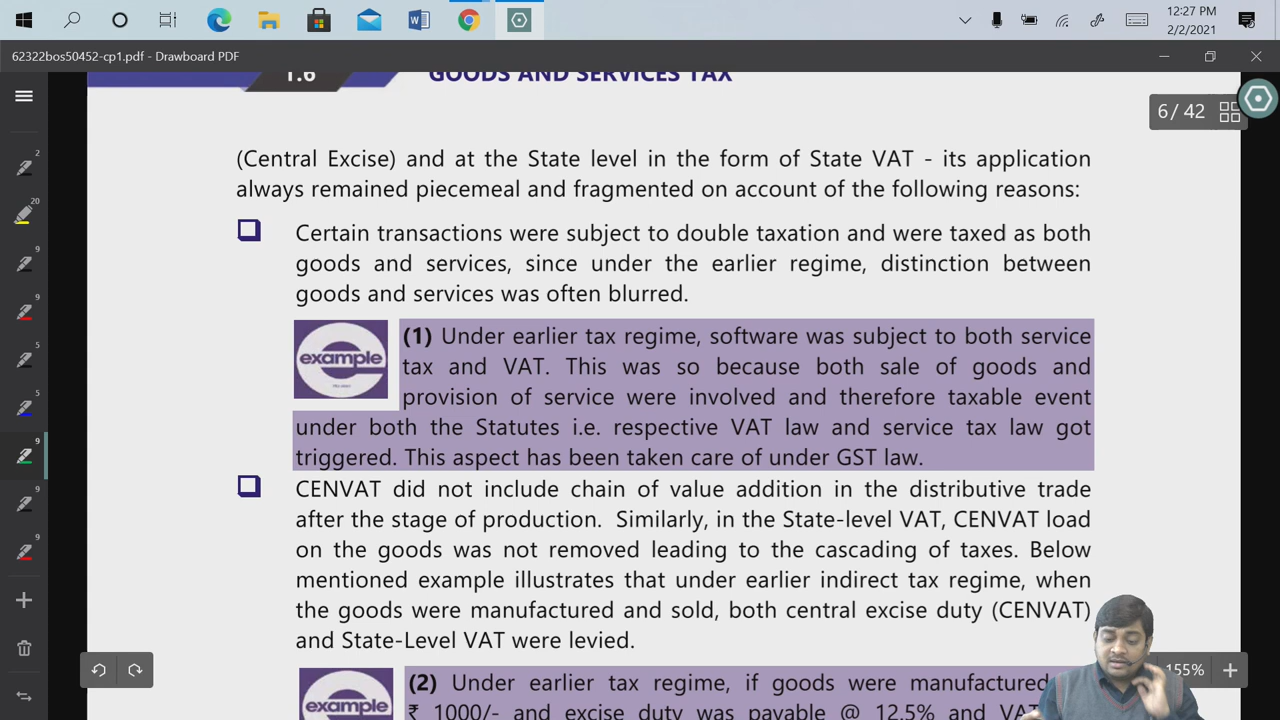 12:27 PM
2/2/2021
62322bos50452-cp1.pdf - Drawboard PDF
1.6
GOODS AND SERVICES TAX
6 / 42
(Central Excise) and at the State level in the form of State VAT - its application
always remained piecemeal and fragmented on account of the following reasons:
Certain transactions were subject to double taxation and were taxed as both
goods and services, since under the earlier regime, distinction between
goods and services was often blurred.
example
(1) Under earlier tax regime, software was subject to both service
tax and VAT. This was so because both sale of goods and
provision of service were involved and therefore taxable event
under both the Statutes i.e. respective VAT law and service tax law got
triggered. This aspect has been taken care of under GST law.
CENVAT did not include chain of value addition in the distributive trade
after the stage of production. Similarly, in the State-level VAT, CENVAT load
on the goods was not removed leading to the cascading of taxes. Below
mentioned example illustrates that under earlier indirect tax regime, when
the goods were manufactured and sold, both central excise duty (CENVAT)
and State-Level VAT were levied.
example
(2) Under earlier tax regime, if goods were manufactured
₹ 1000/- and excise duty was payable @ 12.5% and VAT
155%
2
20
9
9
5
5
9
9
9